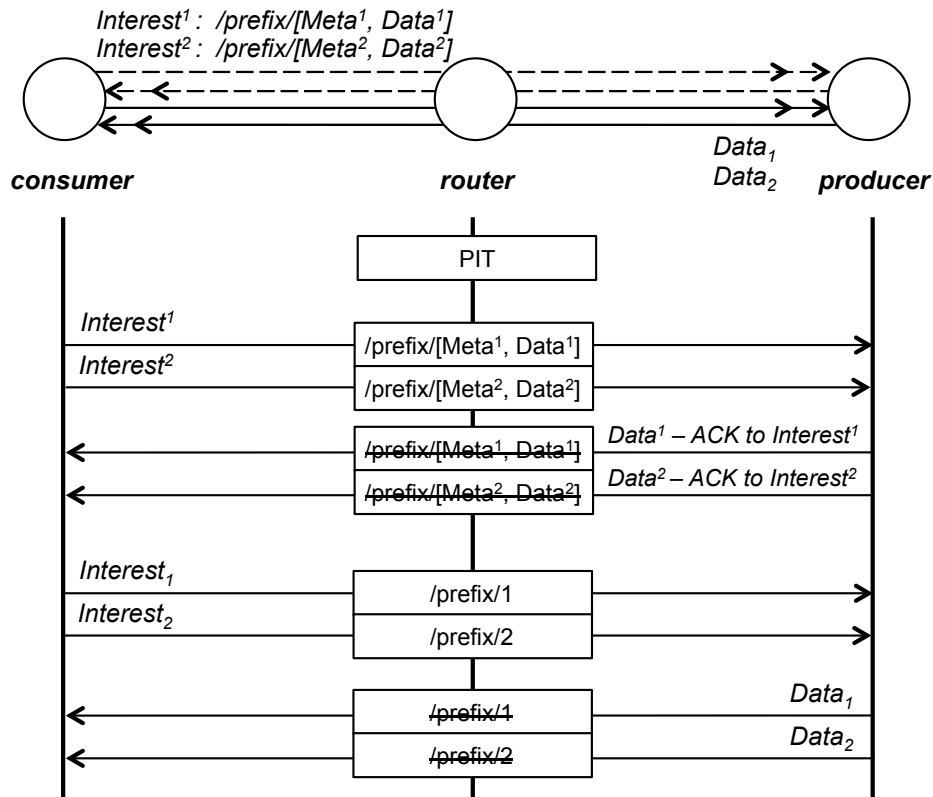 Interest¹ :  /prefix/[Meta¹, Data¹]
Interest² :  /prefix/[Meta², Data²]
Data₁
Data₂
consumer router producer
PIT
Interest¹
/prefix/[Meta¹, Data¹]
Interest²
/prefix/[Meta², Data²]
/prefix/[Meta¹, Data¹] Data¹ – ACK to Interest¹
/prefix/[Meta², Data²] Data² – ACK to Interest²
Interest₁
/prefix/1
Interest₂
/prefix/2
/prefix/1 Data₁
/prefix/2 Data₂